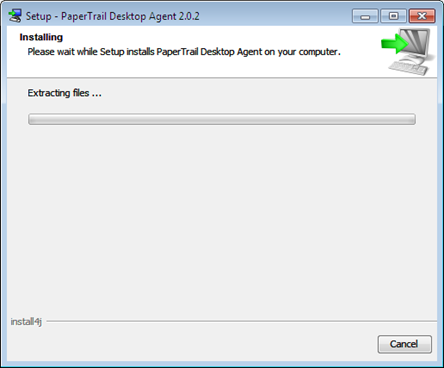 Setup - PaperTrail Desktop Agent 2.0.2
Installing
Please wait while Setup installs PaperTrail Desktop Agent on your computer.
Extracting files ...
install4j
Cancel